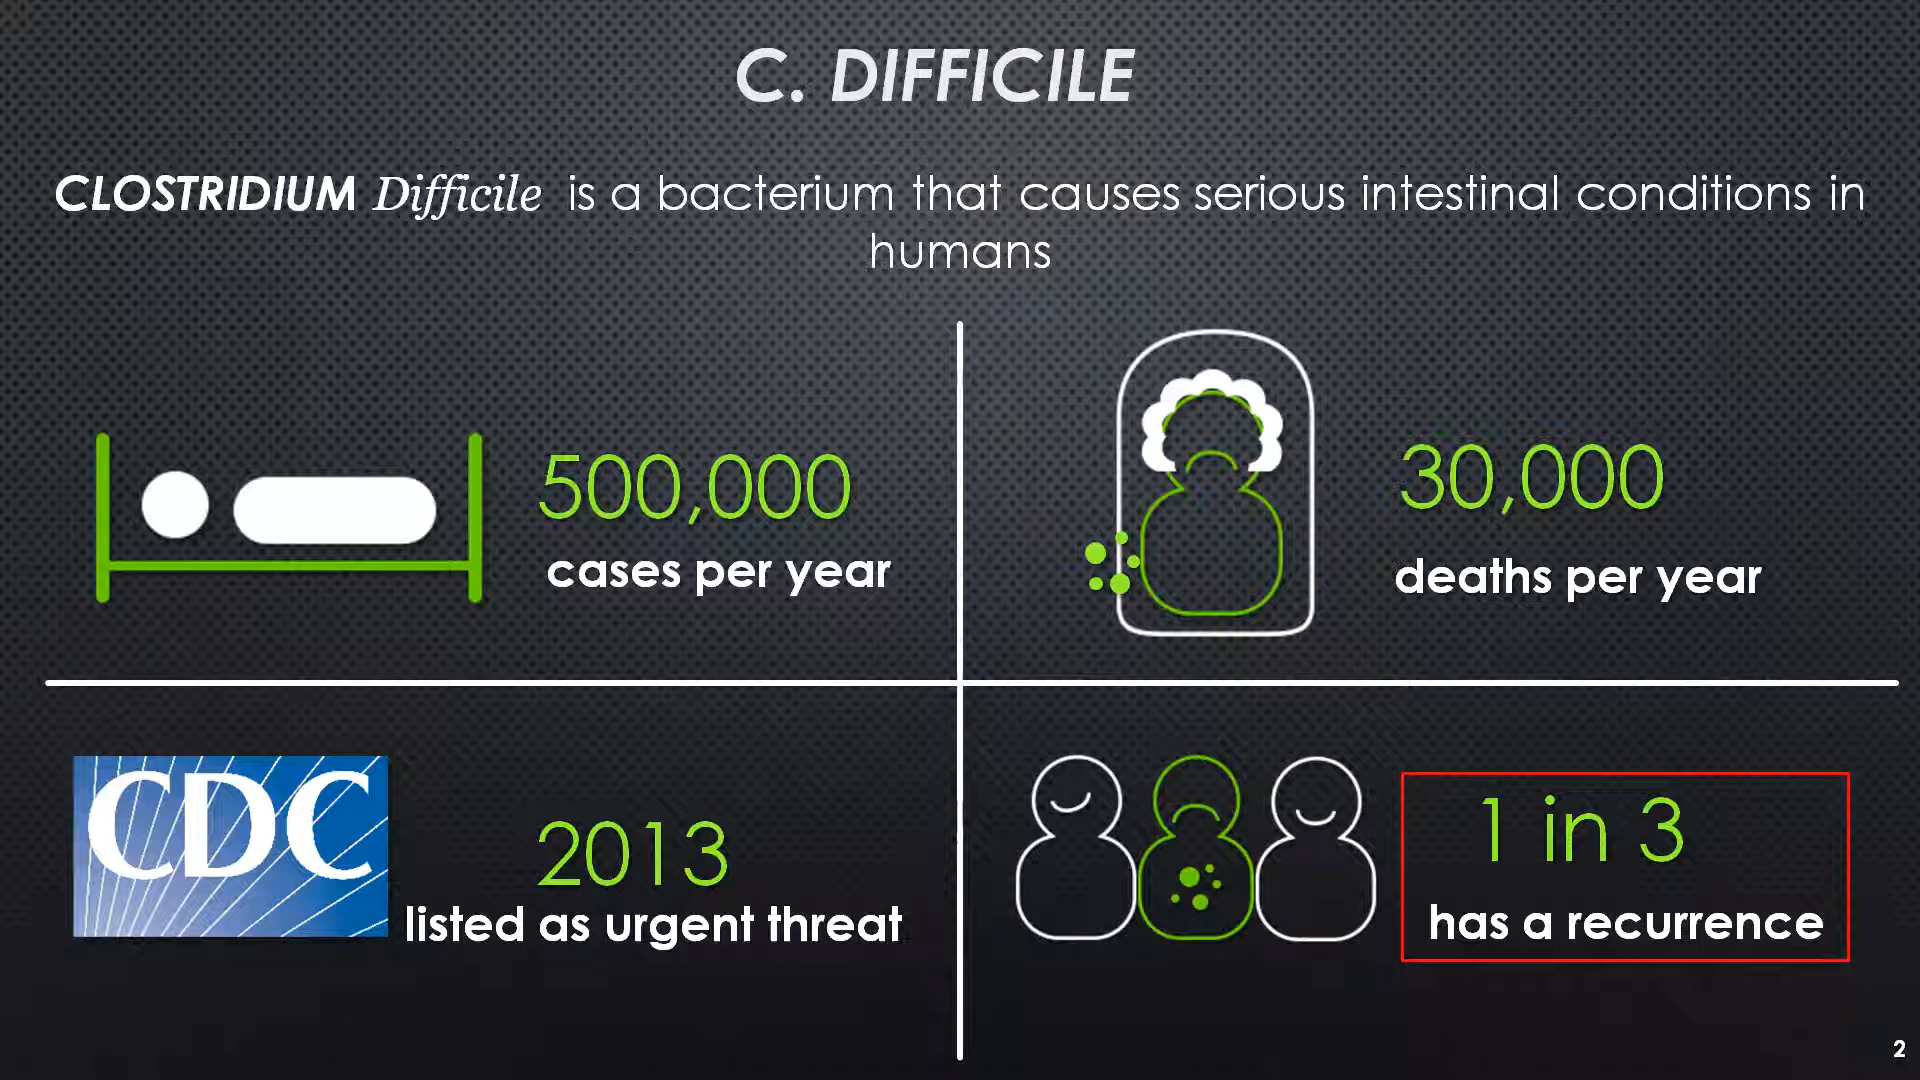 C. DIFFICILE
CLOSTRIDIUM Difficile is a bacterium that causes serious intestinal conditions in
humans
500,000
cases per year
30,000
deaths per year
CDC
2013
listed as urgent threat
1 in 3
has a recurrence
2